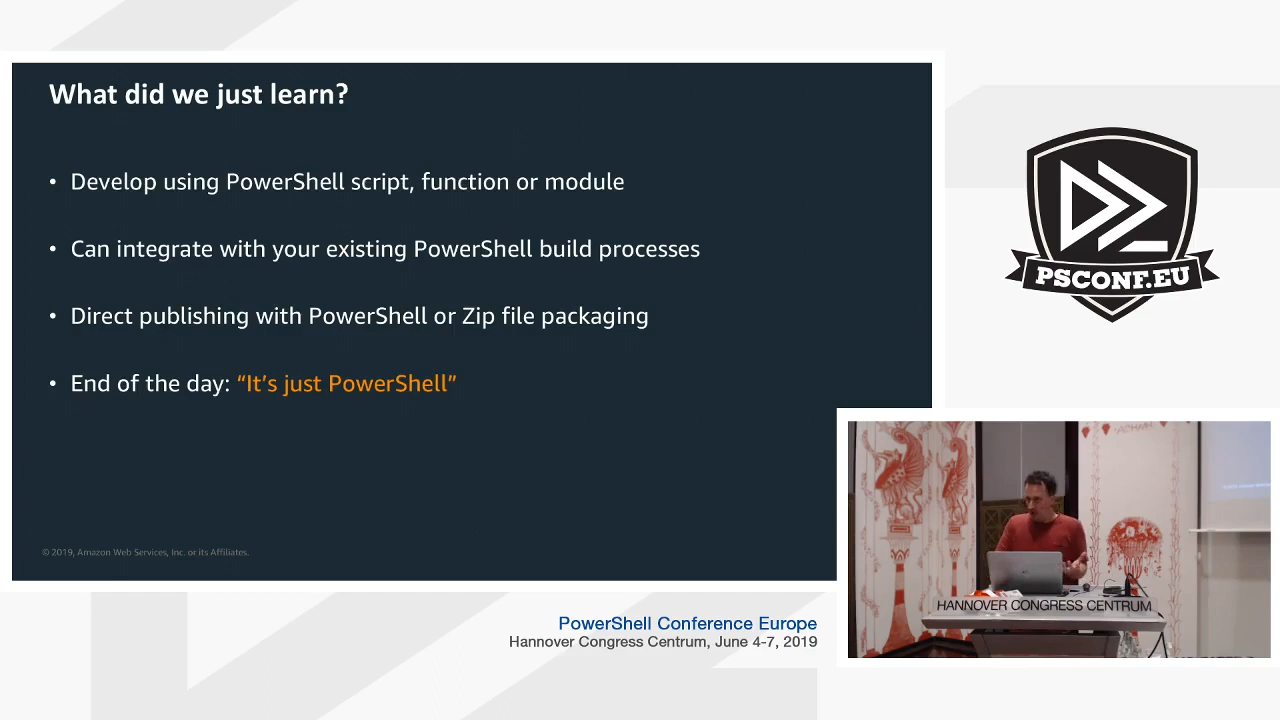 What did we just learn?
• Develop using PowerShell script, function or module
• Can integrate with your existing PowerShell build processes
• Direct publishing with PowerShell or Zip file packaging
• End of the day: “It’s just PowerShell”
© 2019, Amazon Web Services, Inc. or its Affiliates.
PSCONF.EU
HANNOVER CONGRESS CENTRUM
PowerShell Conference Europe
Hannover Congress Centrum, June 4-7, 2019